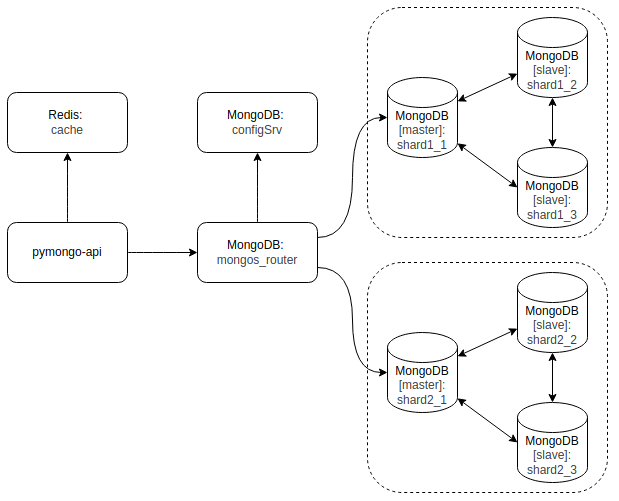 Redis:
cache
MongoDB:
configSrv
pymongo-api
MongoDB:
mongos_router
MongoDB
[master]:
shard1_1
MongoDB
[slave]:
shard1_2
MongoDB
[slave]:
shard1_3
MongoDB
[master]:
shard2_1
MongoDB
[slave]:
shard2_2
MongoDB
[slave]:
shard2_3